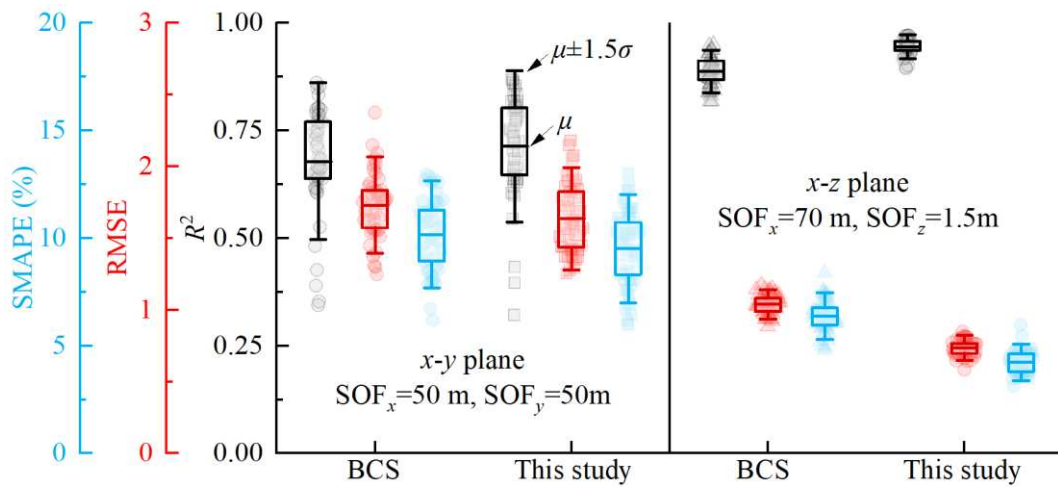 20
3
1.00
μ±1.5σ
15
2
0.75
μ
SMAPE (%)
RMSE
R²
x-z plane
SOFₓ=70 m, SOF_z=1.5m
10
0.50
1
5
0.25
x-y plane
SOFₓ=50 m, SOF_y=50m
0
0
0.00
BCS
This study
BCS
This study